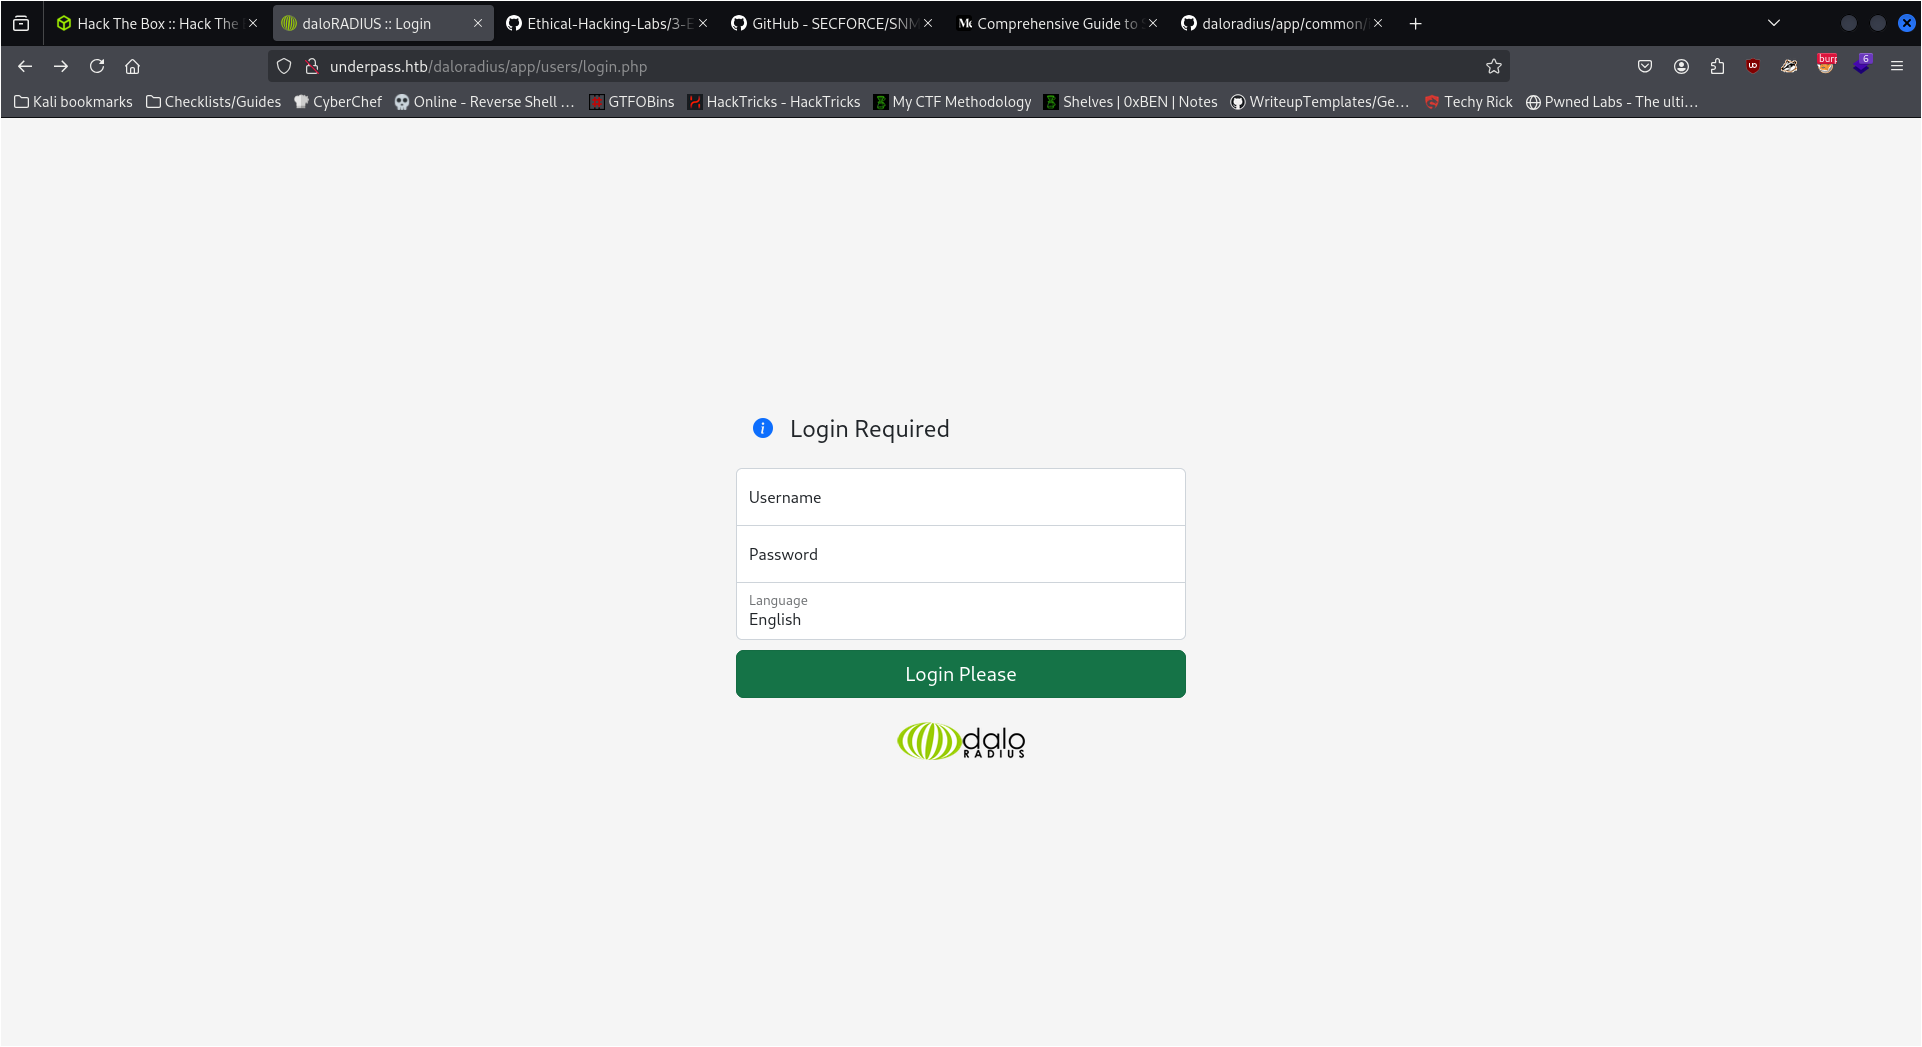 Hack The Box :: Hack The
daloRADIUS :: Login
Ethical-Hacking-Labs/3-E
GitHub - SECFORCE/SNM
Comprehensive Guide to
daloradius/app/common/
underpass.htb/daloradius/app/users/login.php
Kali bookmarks
Checklists/Guides
CyberChef
Online - Reverse Shell …
GTFOBins
HackTricks - HackTricks
My CTF Methodology
Shelves | 0xBEN | Notes
WriteupTemplates/Ge…
Techy Rick
Pwned Labs - The ulti…
Login Required
Username
Password
Language
English
Login Please
dalo
RADIUS